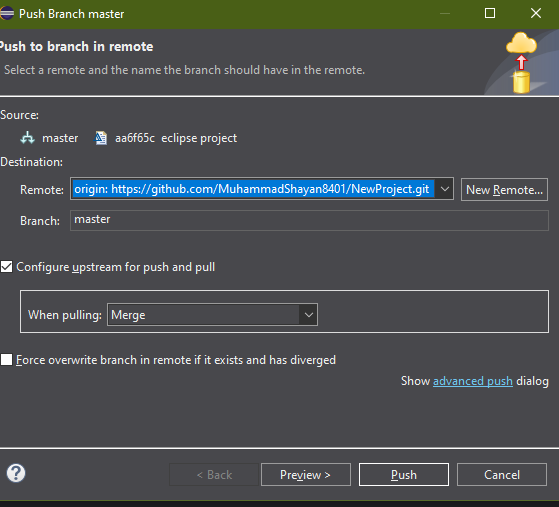 Push Branch master
Push to branch in remote
Select a remote and the name the branch should have in the remote.
Source:
master aa6f65c eclipse project
Destination:
Remote: origin: https://github.com/MuhammadShayan8401/NewProject.git New Remote...
Branch: master
Configure upstream for push and pull
When pulling: Merge
Force overwrite branch in remote if it exists and has diverged
Show advanced push dialog
? < Back Preview > Push Cancel